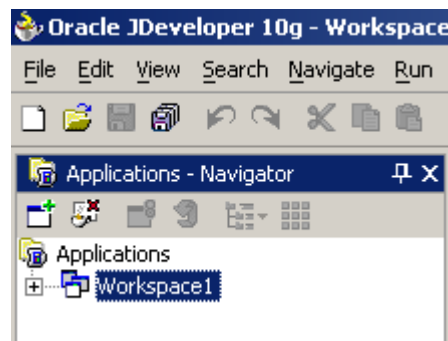 Oracle JDeveloper 10g - Workspace
File Edit View Search Navigate Run
Applications - Navigator
Applications
Workspace1